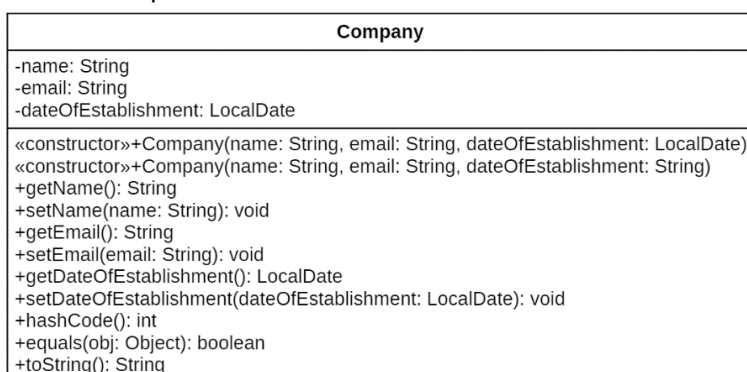 Company
-name: String
-email: String
-dateOfEstablishment: LocalDate
«constructor»+Company(name: String, email: String, dateOfEstablishment: LocalDate)
«constructor»+Company(name: String, email: String, dateOfEstablishment: String)
+getName(): String
+setName(name: String): void
+getEmail(): String
+setEmail(email: String): void
+getDateOfEstablishment(): LocalDate
+setDateOfEstablishment(dateOfEstablishment: LocalDate): void
+hashCode(): int
+equals(obj: Object): boolean
+toString(): String